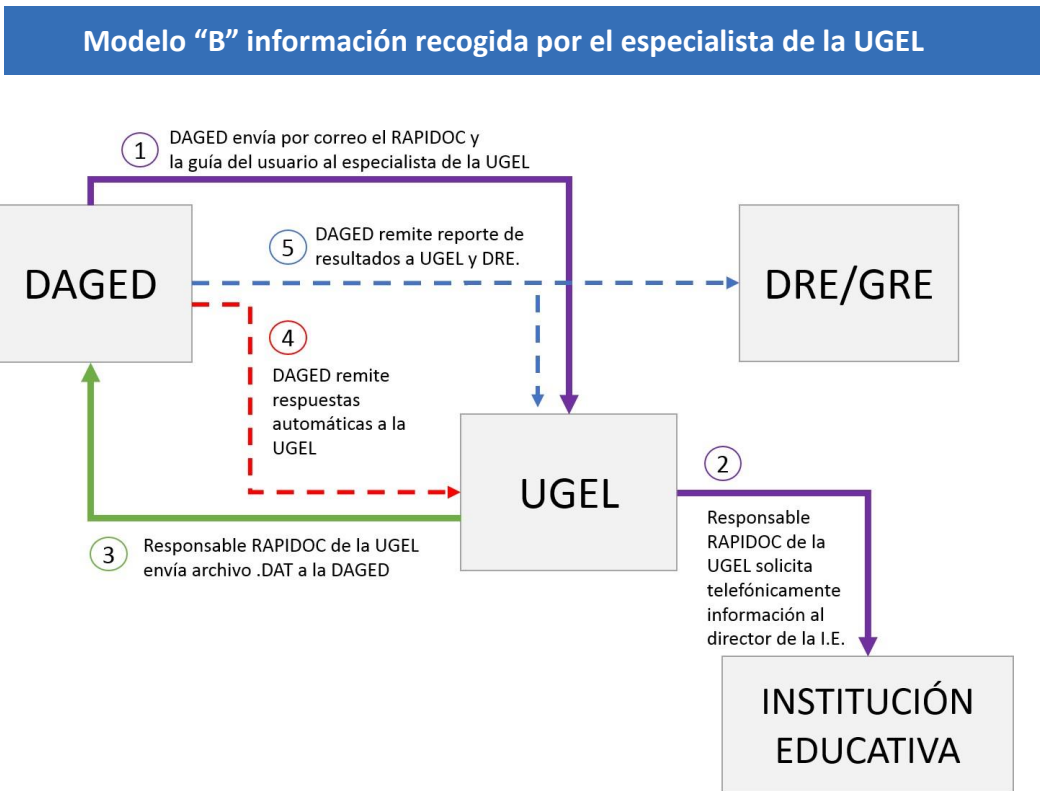 Modelo “B” información recogida por el especialista de la UGEL
1
DAGED envía por correo el RAPIDOC y
la guía del usuario al especialista de la UGEL
DAGED
5
DAGED remite reporte de
resultados a UGEL y DRE.
DRE/GRE
4
DAGED remite
respuestas
automáticas a la
UGEL
UGEL
2
Responsable
RAPIDOC de la
UGEL solicita
telefónicamente
información al
director de la I.E.
3
Responsable RAPIDOC de la UGEL
envía archivo .DAT a la DAGED
INSTITUCIÓN
EDUCATIVA